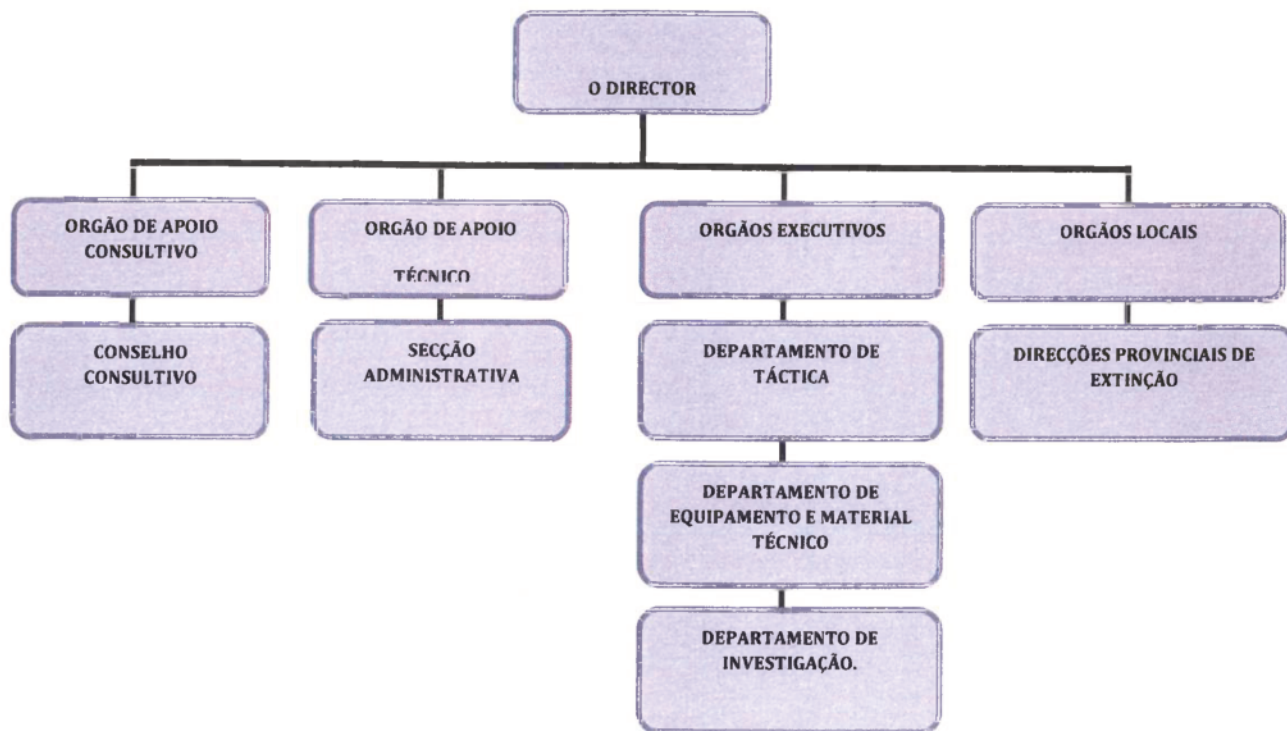 O DIRECTOR
ORGÃO DE APOIO
CONSULTIVO
ORGÃO DE APOIO
TÉCNICO
ORGÃOS EXECUTIVOS
ORGÃOS LOCAIS
CONSELHO
CONSULTIVO
SECÇÃO
ADMINISTRATIVA
DEPARTAMENTO DE
TÁCTICA
DIRECÇÕES PROVINCIAIS DE
EXTINÇÃO
DEPARTAMENTO DE
EQUIPAMENTO E MATERIAL
TÉCNICO
DEPARTAMENTO DE
INVESTIGAÇÃO.